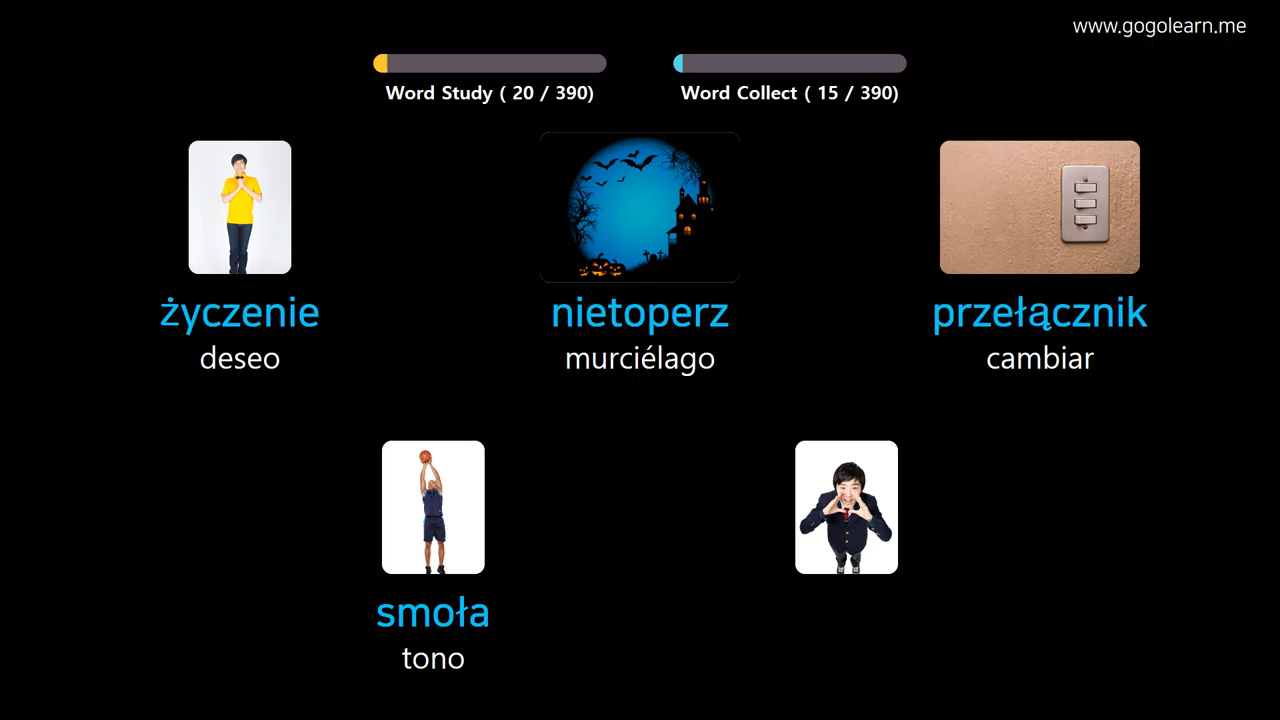 www.gogolearn.me
Word Study ( 20 / 390)
Word Collect ( 15 / 390)
życzenie
deseo
nietoperz
murciélago
przełącznik
cambiar
smoła
tono